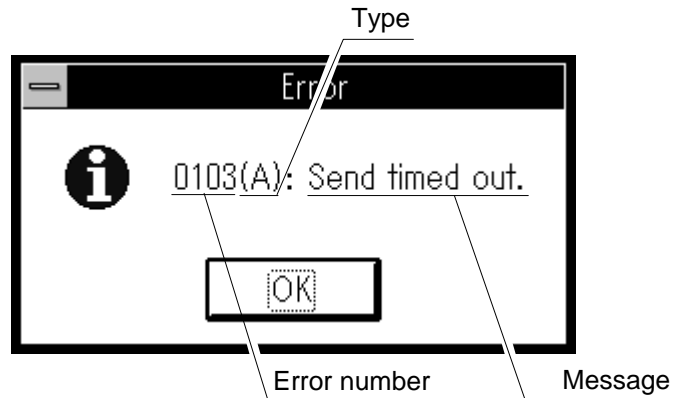 Type
Error
0103(A): Send timed out.
OK
Error number
Message